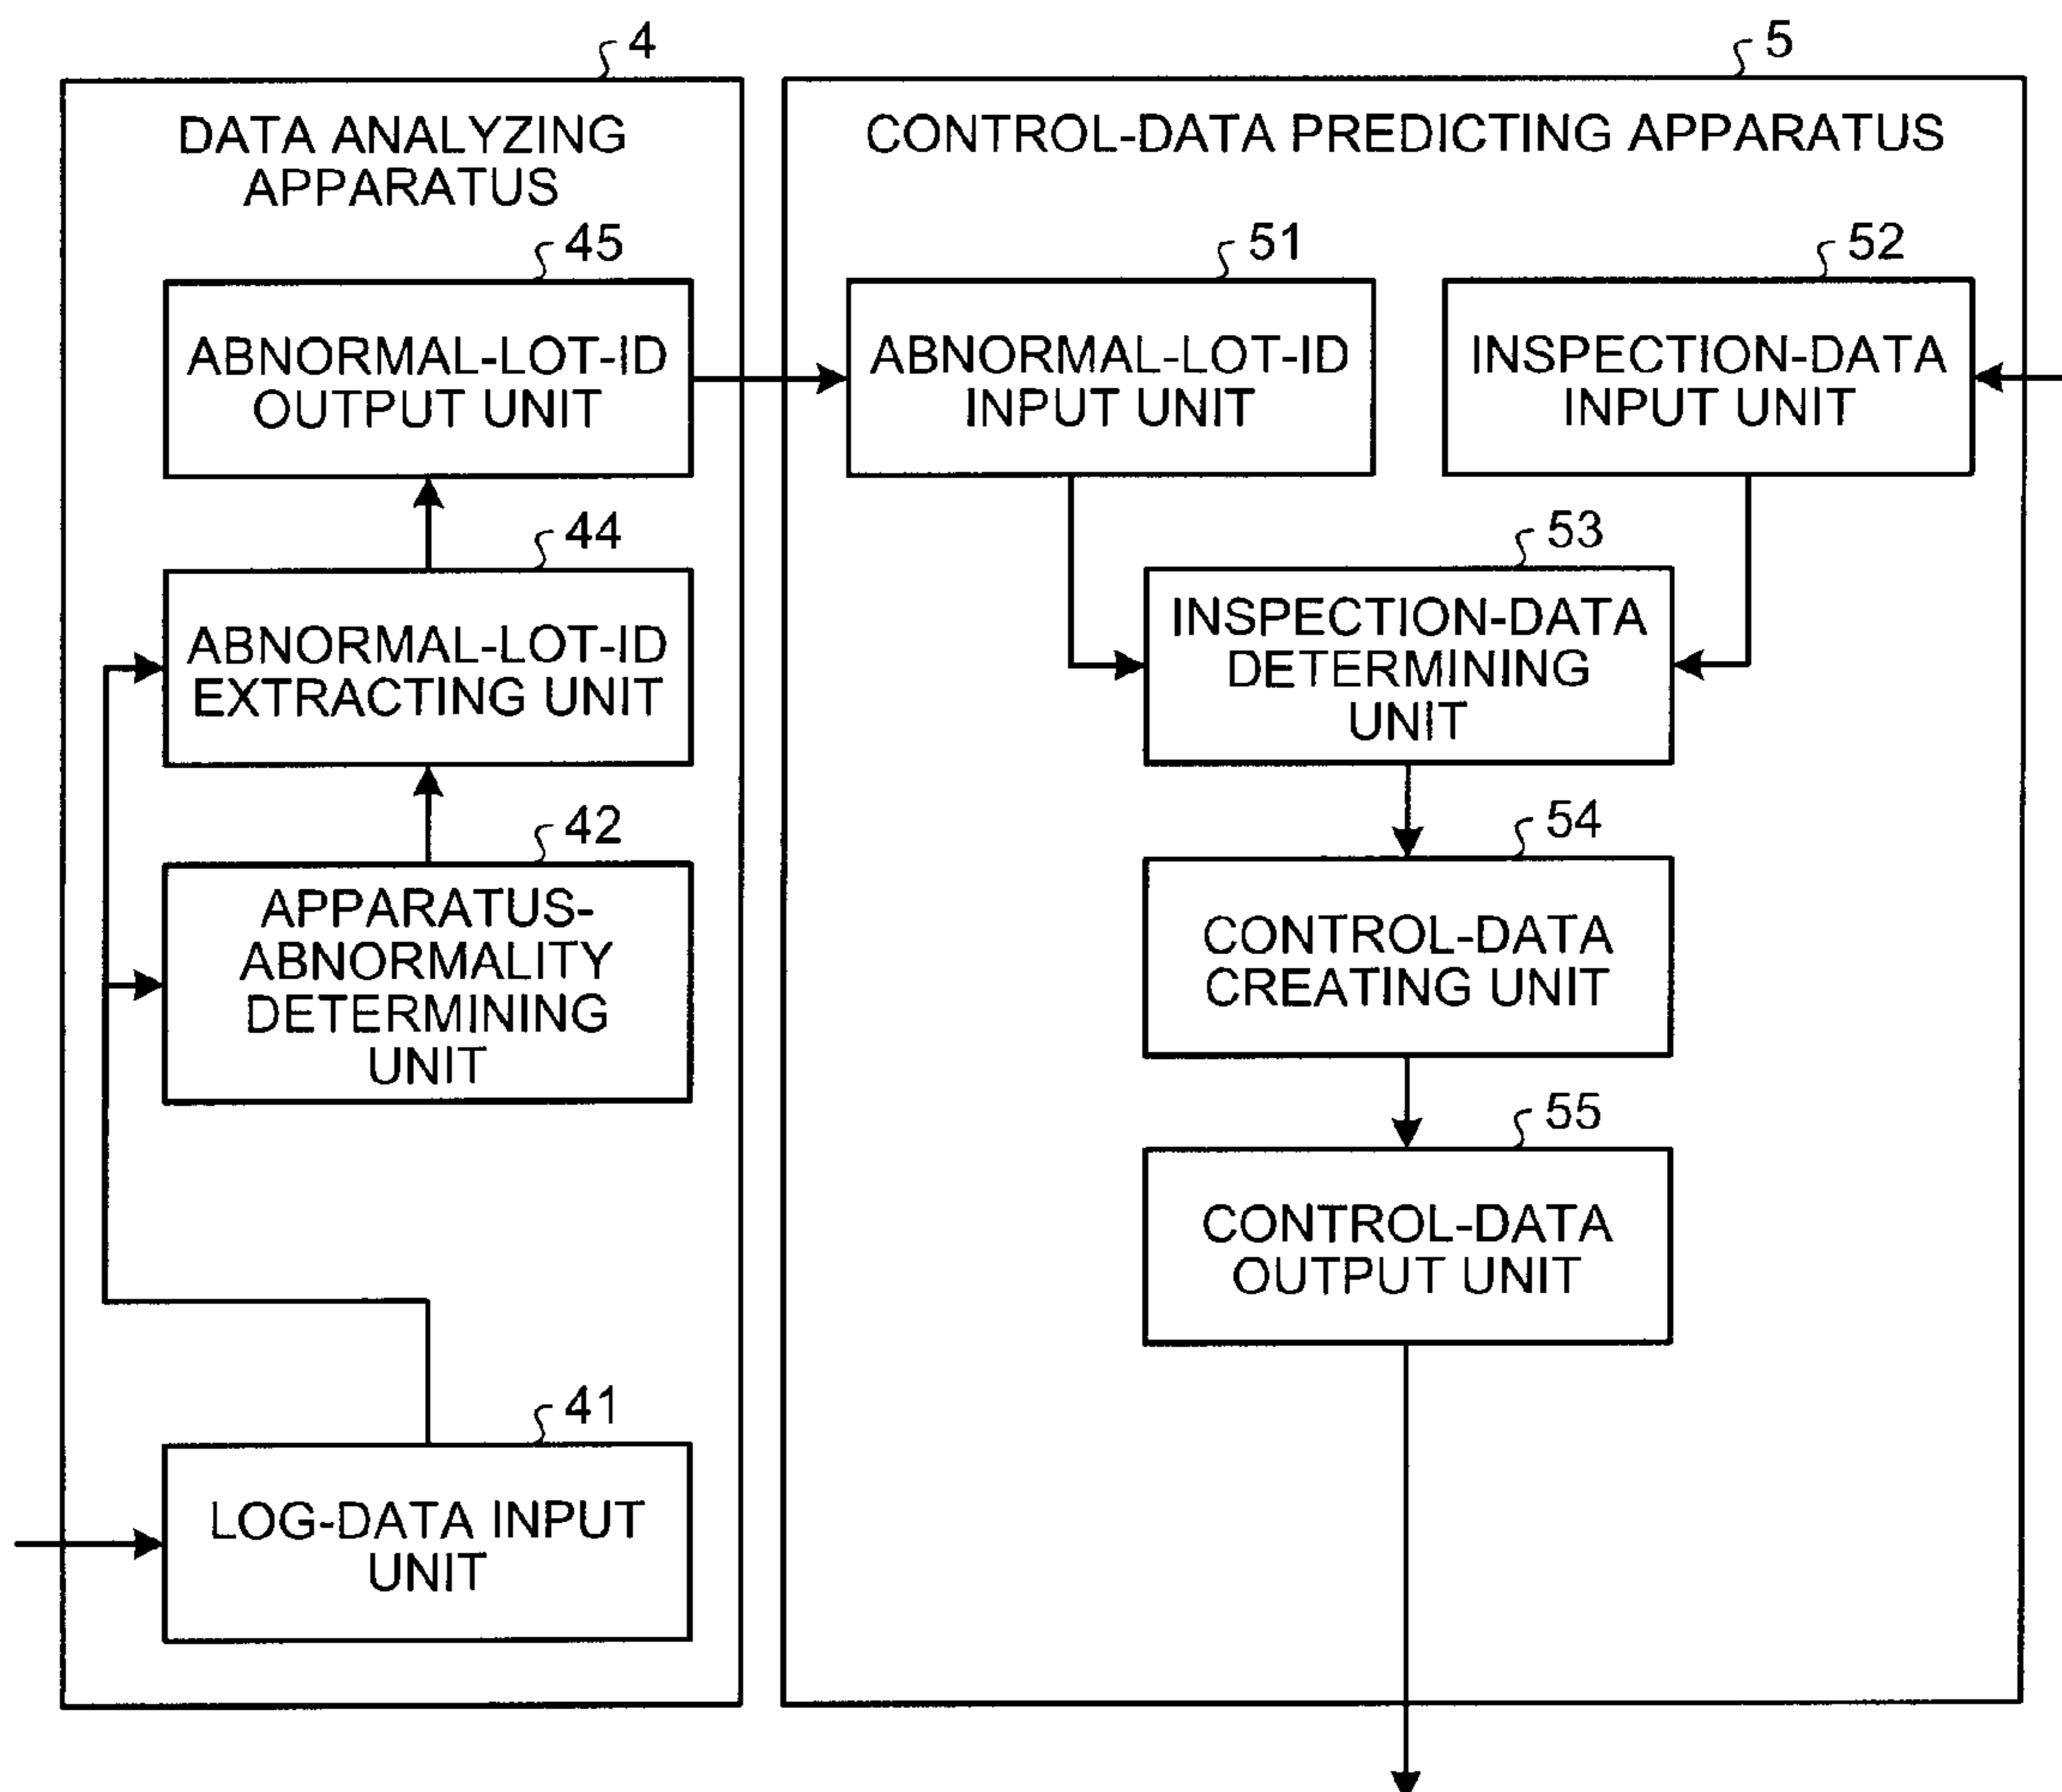 4
DATA ANALYZING
APPARATUS
45
ABNORMAL-LOT-ID
OUTPUT UNIT
44
ABNORMAL-LOT-ID
EXTRACTING UNIT
42
APPARATUS-
ABNORMALITY
DETERMINING
UNIT
41
LOG-DATA INPUT
UNIT
5
CONTROL-DATA PREDICTING APPARATUS
51
ABNORMAL-LOT-ID
INPUT UNIT
52
INSPECTION-DATA
INPUT UNIT
53
INSPECTION-DATA
DETERMINING
UNIT
54
CONTROL-DATA
CREATING UNIT
55
CONTROL-DATA
OUTPUT UNIT